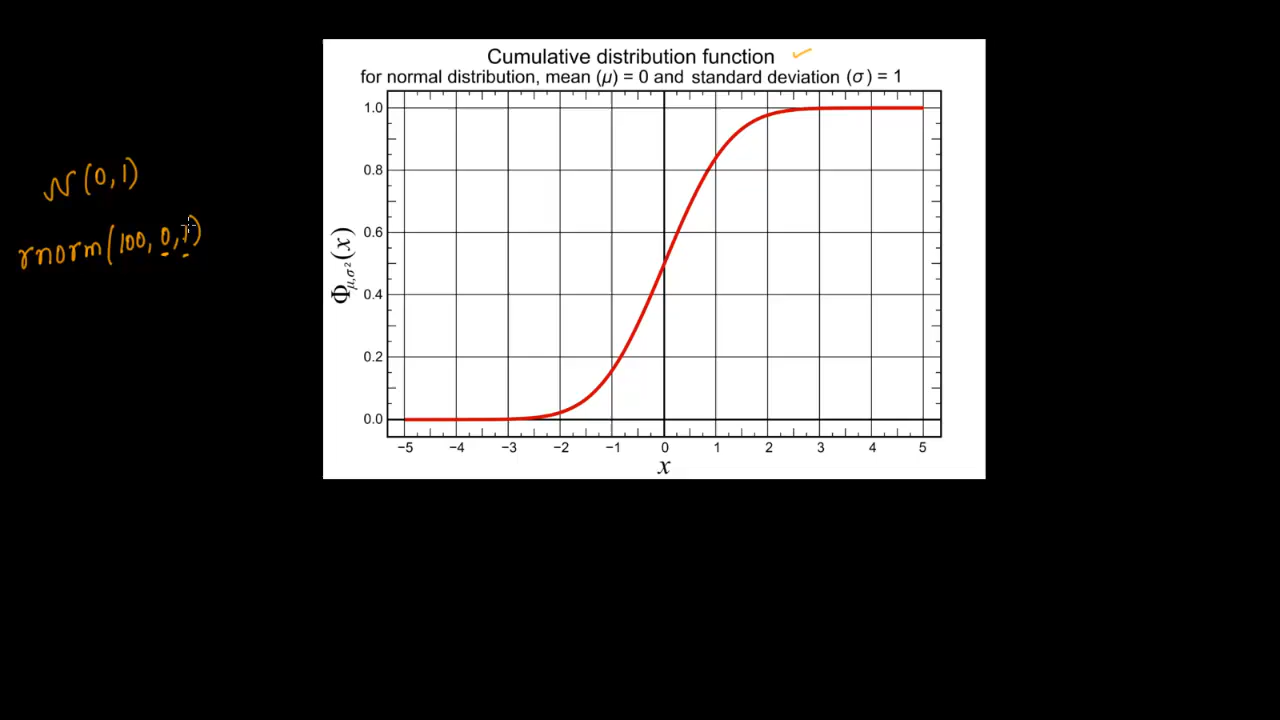 Cumulative distribution function
for normal distribution, mean (μ) = 0 and standard deviation (σ) = 1
N(0,1)
rnorm(100, 0, 1)
Φμ,σ²(x)
1.0
0.8
0.6
0.4
0.2
0.0
−5 −4 −3 −2 −1 0 1 2 3 4 5
x